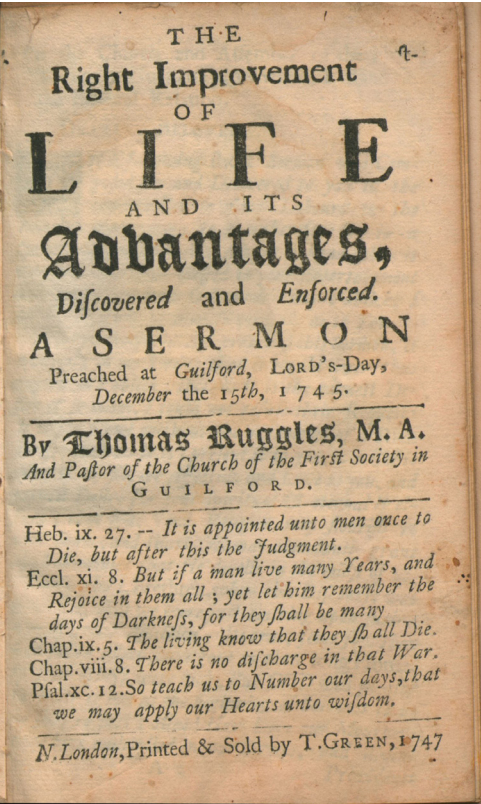 THE
Right Improvement
OF
LIFE
AND ITS
Advantages,
Diſcovered and Enforced.
A SERMON
Preached at Guilford, LORD's-Day,
December the 15th, 1745.
By Thomas Ruggles, M. A.
And Paſtor of the Church of the Firſt Society in
GUILFORD.
Heb. ix. 27. -- It is appointed unto men once to
Die, but after this the Judgment.
Eccl. xi. 8. But if a man live many Years, and
Rejoice in them all ; yet let him remember the
days of Darkneſs, for they ſhall be many
Chap.ix.5. The living know that they ſhall Die.
Chap.viii.8. There is no diſcharge in that War.
Pſal.xc.12.So teach us to Number our days,that
we may apply our Hearts unto wiſdom.
N.London,Printed & Sold by T.GREEN,1747